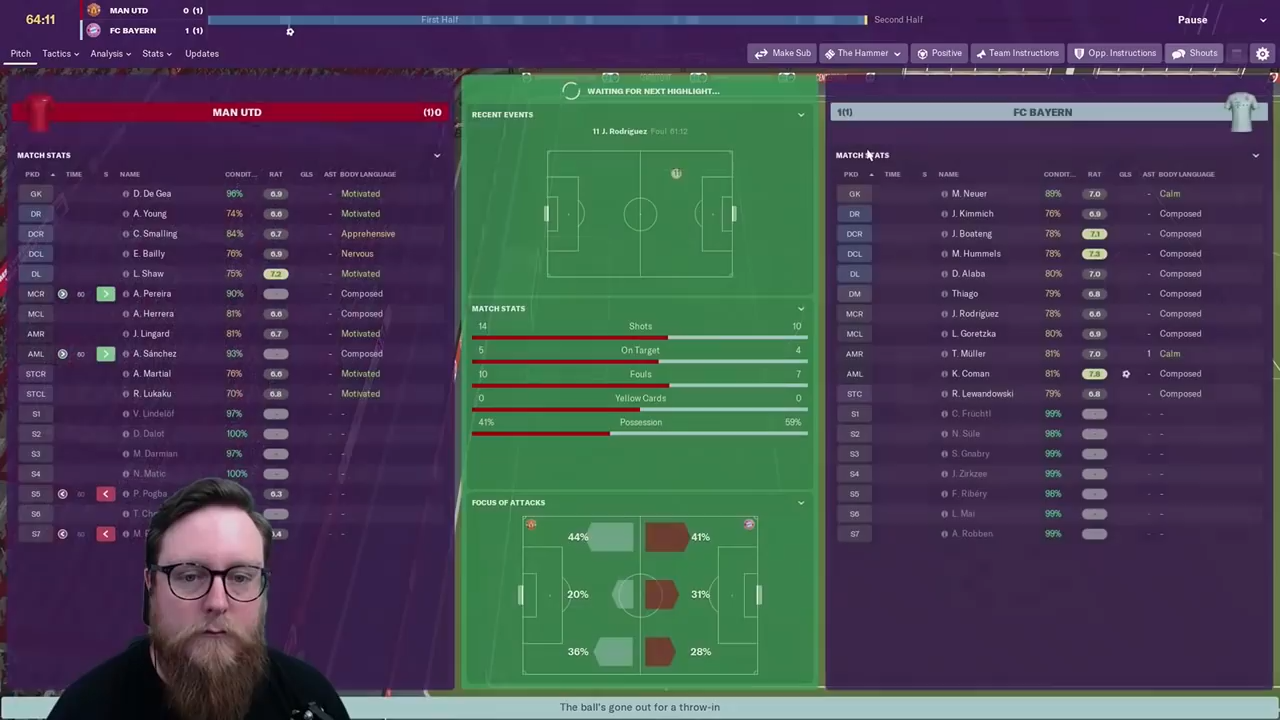 64:11
MAN UTD 0 (1)
FC BAYERN 1 (1)
First Half
Second Half
Pause
Pitch Tactics Analysis Stats Updates
Make Sub The Hammer Positive Team Instructions Opp. Instructions Shouts
MAN UTD (1)0
MATCH STATS
PKD TIME S NAME CONDIT... RAT GLS AST BODY LANGUAGE
GK D. De Gea 96% 6.9 - Motivated
DR A. Young 74% 6.6 - Motivated
DCR C. Smalling 84% 6.7 - Apprehensive
DCL E. Bailly 76% 6.9 - Nervous
DL L. Shaw 75% 7.2 - Motivated
MCR 60 A. Pereira 90% - - Composed
MCL A. Herrera 81% 6.6 - Composed
AMR J. Lingard 81% 6.7 - Motivated
AML 60 A. Sánchez 93% - - Composed
STCR A. Martial 76% 6.6 - Motivated
STCL R. Lukaku 70% 6.8 - Motivated
S1 V. Lindelöf 97% - - -
S2 D. Dalot 100% - - -
S3 M. Darmian 97% - - -
S4 N. Matic 100% - - -
S5 60 P. Pogba 6.3 - -
S6 - - -
S7 60 - -
WAITING FOR NEXT HIGHLIGHT...
RECENT EVENTS
11 J. Rodriguez Foul 61:12
11
MATCH STATS
14 Shots 10
5 On Target 4
10 Fouls 7
0 Yellow Cards 0
41% Possession 59%
FOCUS OF ATTACKS
44% 41%
20% 31%
36% 28%
1(1) FC BAYERN
MATCH STATS
PKD TIME S NAME CONDIT... RAT GLS AST BODY LANGUAGE
GK M. Neuer 89% 7.0 - Calm
DR J. Kimmich 76% 6.9 - Composed
DCR J. Boateng 78% 7.1 - Composed
DCL M. Hummels 78% 7.3 - Composed
DL D. Alaba 80% 7.0 - Composed
DM Thiago 79% 6.8 - Composed
MCR J. Rodriguez 78% 6.6 - Composed
MCL L. Goretzka 80% 6.9 - Composed
AMR T. Müller 81% 7.0 1 Calm
AML K. Coman 81% 7.8 - Composed
STC R. Lewandowski 79% 6.8 - Composed
S1 C. Früchtl 99% - - -
S2 N. Süle 98% - - -
S3 S. Gnabry 99% - - -
S4 J. Zirkzee 99% - - -
S5 F. Ribéry 98% - - -
S6 L. Mai 99% - - -
S7 A. Robben 99% - - -
The ball's gone out for a throw-in